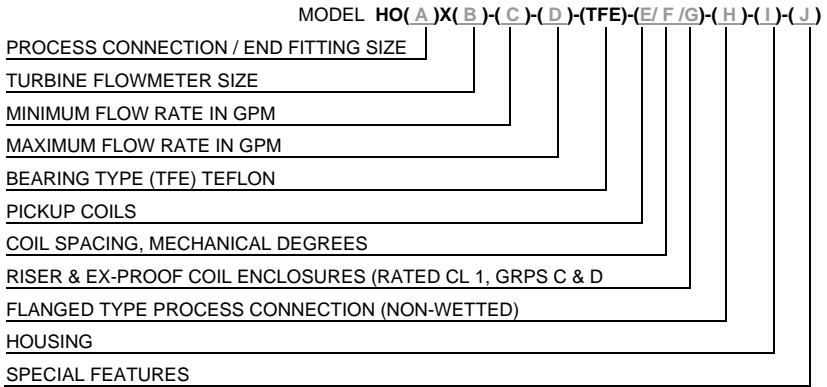 MODEL HO( A )X( B )-( C )-( D )-(TFE)-(E/ F /G)-( H )-( I )-( J )
PROCESS CONNECTION / END FITTING SIZE
TURBINE FLOWMETER SIZE
MINIMUM FLOW RATE IN GPM
MAXIMUM FLOW RATE IN GPM
BEARING TYPE (TFE) TEFLON
PICKUP COILS
COIL SPACING, MECHANICAL DEGREES
RISER & EX-PROOF COIL ENCLOSURES (RATED CL 1, GRPS C & D
FLANGED TYPE PROCESS CONNECTION (NON-WETTED)
HOUSING
SPECIAL FEATURES